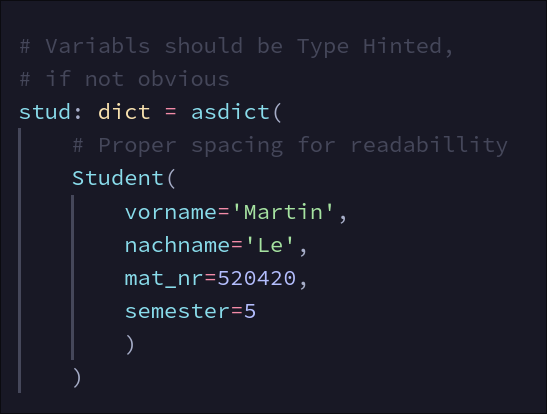 # Variabls should be Type Hinted,
# if not obvious
stud: dict = asdict(
    # Proper spacing for readabillity
    Student(
        vorname='Martin',
        nachname='Le',
        mat_nr=520420,
        semester=5
        )
    )